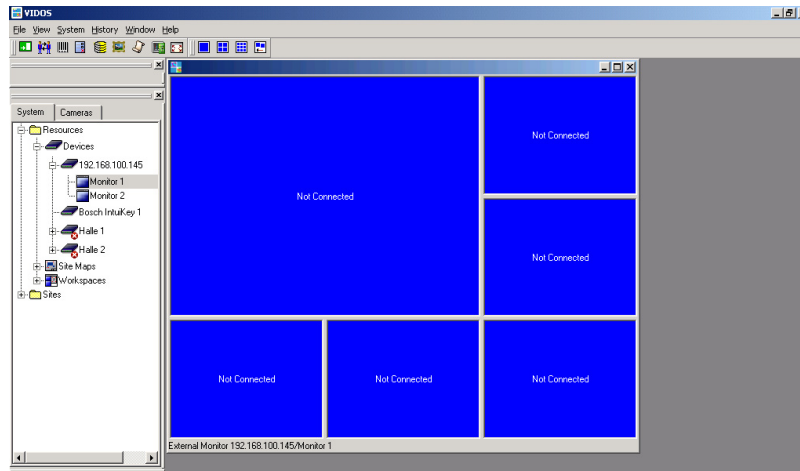 VIDOS
File View System History Window Help
System Cameras
Resources
Devices
192.168.100.145
Monitor 1
Monitor 2
Bosch IntuiKey 1
Halle 1
Halle 2
Site Maps
Workspaces
Sites
Not Connected
Not Connected
Not Connected
Not Connected
Not Connected
Not Connected
External Monitor 192.168.100.145/Monitor 1